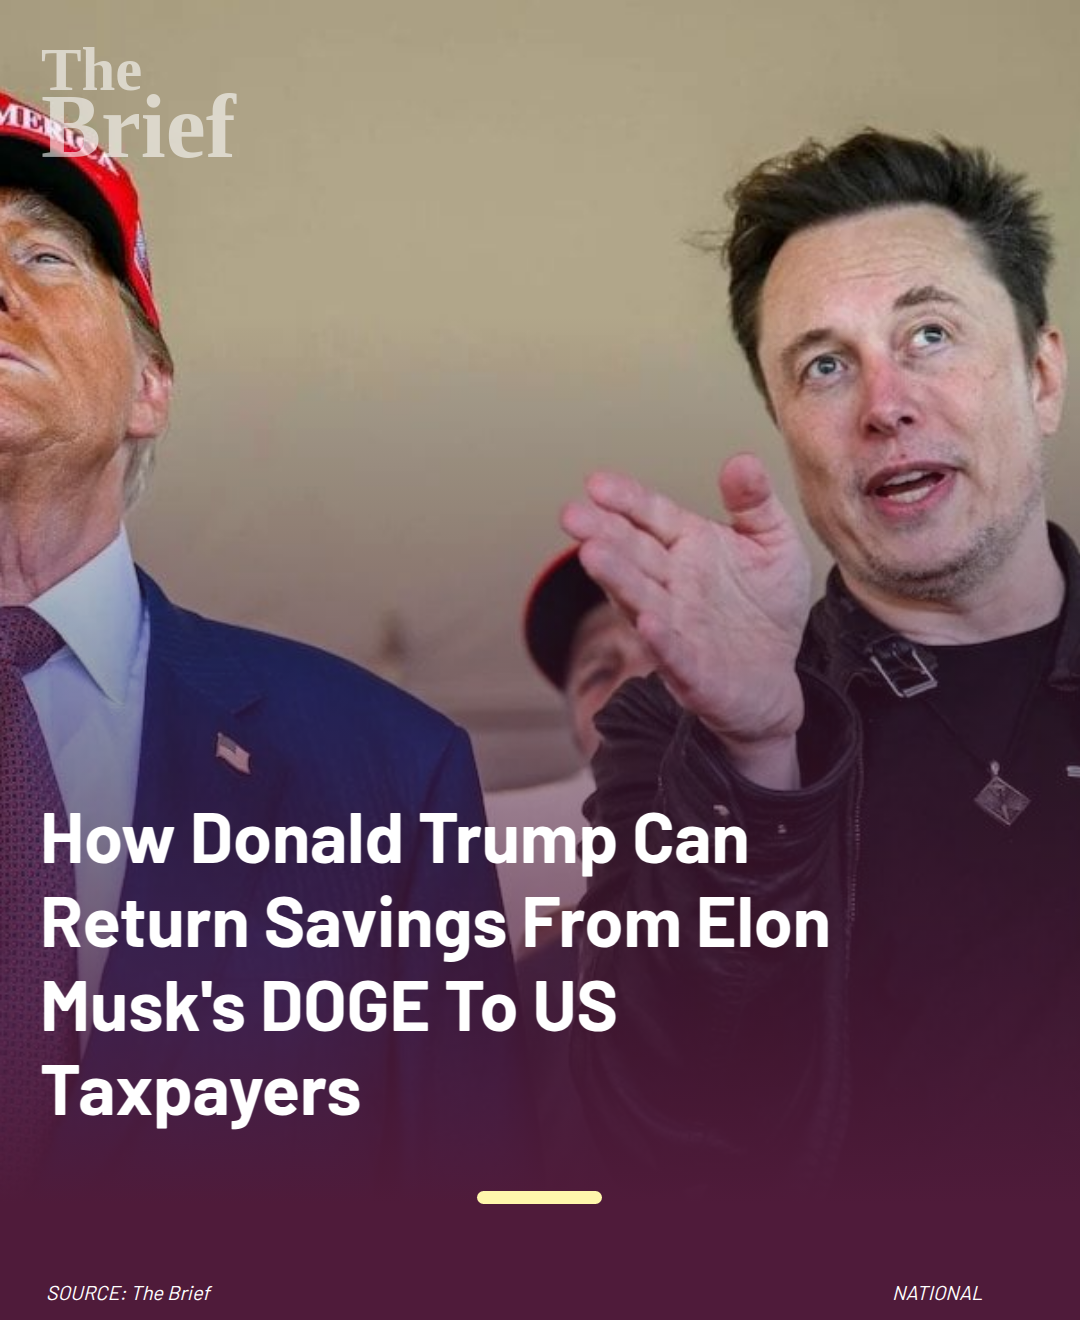 The
Brief
MERICA
How Donald Trump Can
Return Savings From Elon
Musk's DOGE To US
Taxpayers
SOURCE: The Brief
NATIONAL